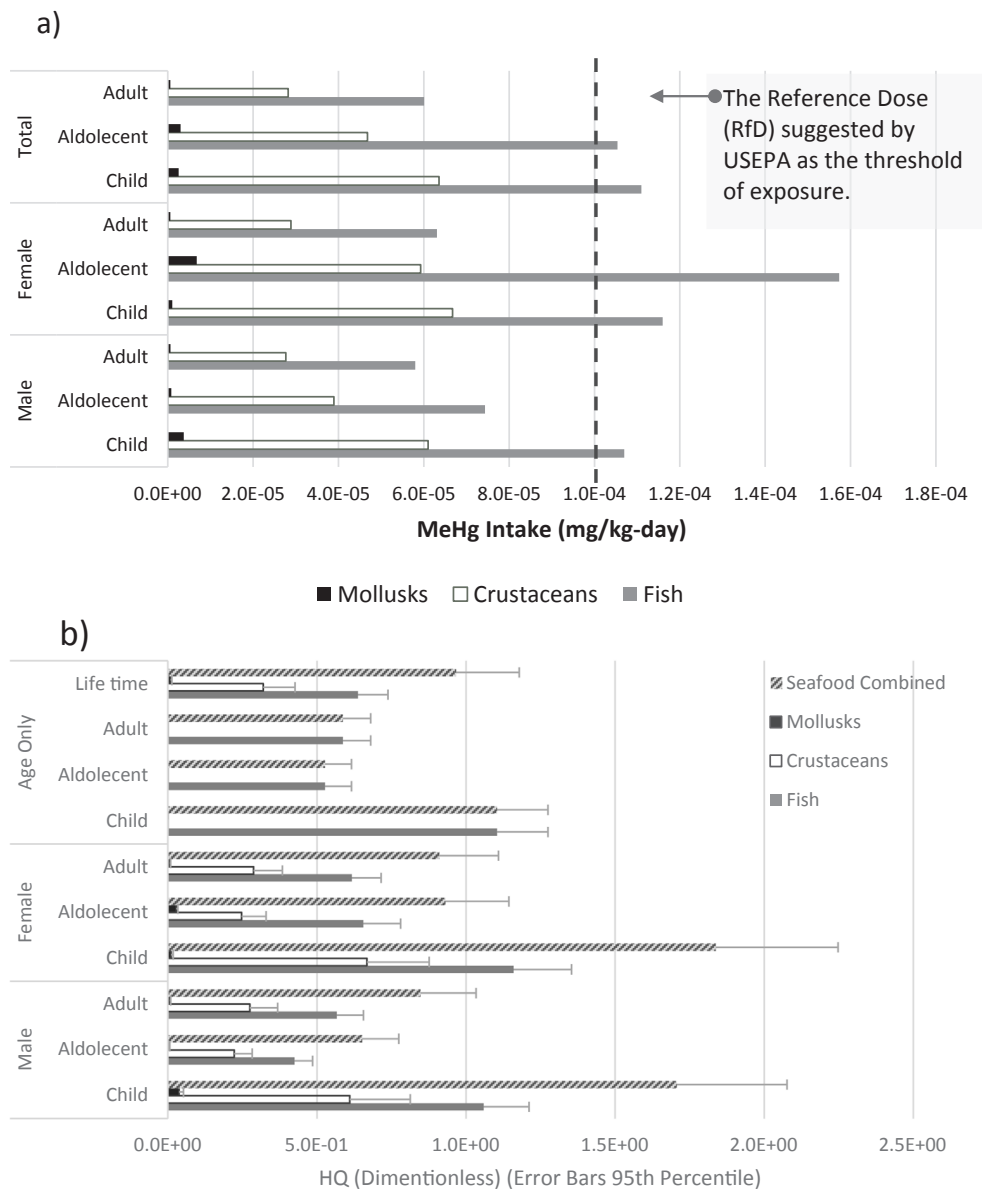 a)
Total
Adult
Aldolecent
Child
Female
Adult
Aldolecent
Child
Male
Adult
Aldolecent
Child
The Reference Dose
(RfD) suggested by
USEPA as the threshold
of exposure.
0.0E+00 2.0E-05 4.0E-05 6.0E-05 8.0E-05 1.0E-04 1.2E-04 1.4E-04 1.6E-04 1.8E-04
MeHg Intake (mg/kg-day)
Mollusks Crustaceans Fish
b)
Age Only
Life time
Adult
Aldolecent
Child
Female
Adult
Aldolecent
Child
Male
Adult
Aldolecent
Child
Seafood Combined
Mollusks
Crustaceans
Fish
0.0E+00 5.0E-01 1.0E+00 1.5E+00 2.0E+00 2.5E+00
HQ (Dimentionless) (Error Bars 95th Percentile)